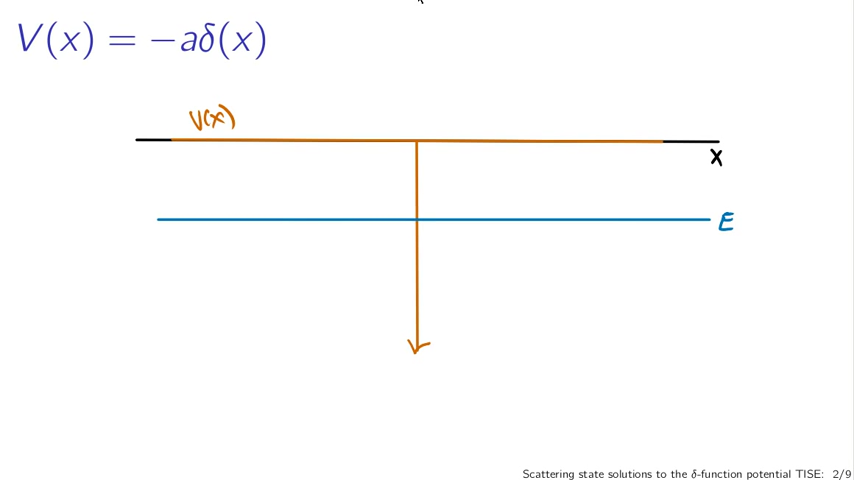 V(x) = −aδ(x)
V(x)
x
E
Scattering state solutions to the δ-function potential TISE: 2/9